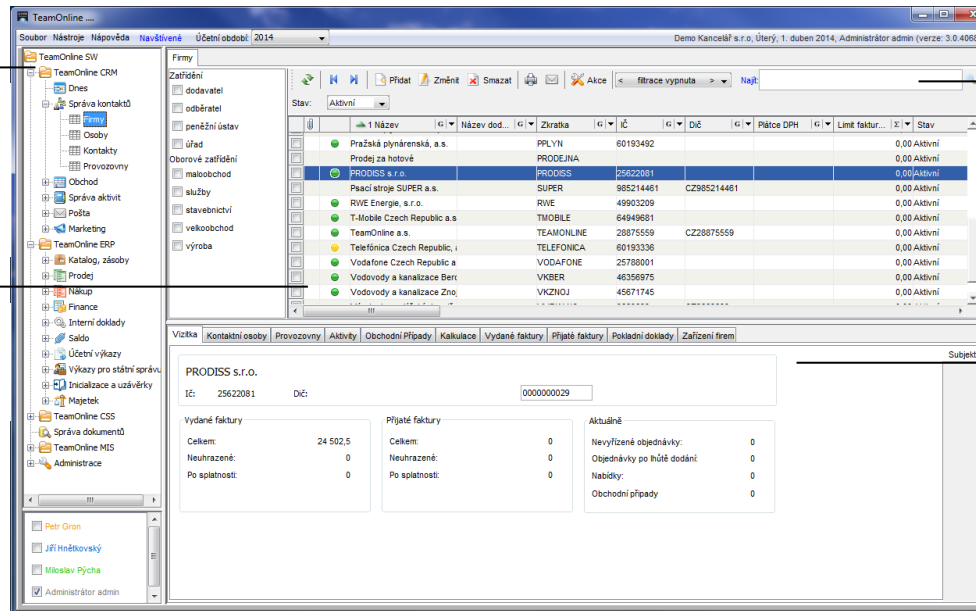 TeamOnline ....
Soubor Nástroje Nápověda Navštívené Účetní období: 2014 Demo Kancelář s.r.o, Úterý, 1. duben 2014, Administrátor admin (verze: 3.0.4068
TeamOnline SW
TeamOnline CRM
Dnes
Správa kontaktů
Firmy
Osoby
Kontakty
Provozovny
Obchod
Správa aktivit
Pošta
Marketing
TeamOnline ERP
Katalog, zásoby
Prodej
Nákup
Finance
Interní doklady
Saldo
Účetní výkazy
Výkazy pro státní správu
Inicializace a uzávěrky
Majetek
TeamOnline CSS
Správa dokumentů
TeamOnline MIS
Administrace
Petr Gron
Jiří Hnětkovský
Miloslav Pýcha
Administrátor admin
Firmy
Zatřídění
dodavatel
odběratel
peněžní ústav
úřad
Oborové zatřídění
maloobchod
služby
stavebnictví
velkoobchod
výroba
Přidat Změnit Smazat Akce < filtrace vypnuta > Najít:
Stav: Aktivní
1 Název G Název dod... G Zkratka G IČ G Dič G Plátce DPH G Limit faktur... Σ Stav
Pražská plynárenská, a.s. PPLYN 60193492 0,00 Aktivní
Prodej za hotové PRODEJNA 0,00 Aktivní
PRODISS s.r.o. PRODISS 25622081 0,00 Aktivní
Psací stroje SUPER a.s. SUPER 985214461 CZ985214461 0,00 Aktivní
RWE Energie, s.r.o. RWE 49903209 0,00 Aktivní
T-Mobile Czech Republic a.s TMOBILE 64949681 0,00 Aktivní
TeamOnline a.s. TEAMONLINE 28875559 CZ28875559 0,00 Aktivní
Telefónica Czech Republic, TELEFONICA 60193336 0,00 Aktivní
Vodafone Czech Republic a VODAFONE 25788001 0,00 Aktivní
Vodovody a kanalizace Bero VKBER 46356975 0,00 Aktivní
Vodovody a kanalizace Znoj VKZNOJ 45671745 0,00 Aktivní
Vizitka Kontaktní osoby Provozovny Aktivity Obchodní Případy Kalkulace Vydané faktury Přijaté faktury Pokladní doklady Zařízení firem
Subjekt
PRODISS s.r.o.
Ič: 25622081 Dič: 0000000029
Vydané faktury
Celkem: 24 502,5
Neuhrazené: 0
Po splatnosti: 0
Přijaté faktury
Celkem: 0
Neuhrazené: 0
Po splatnosti: 0
Aktuálně
Nevyřízené objednávky: 0
Objednávky po lhůtě dodání: 0
Nabídky: 0
Obchodní případy 0